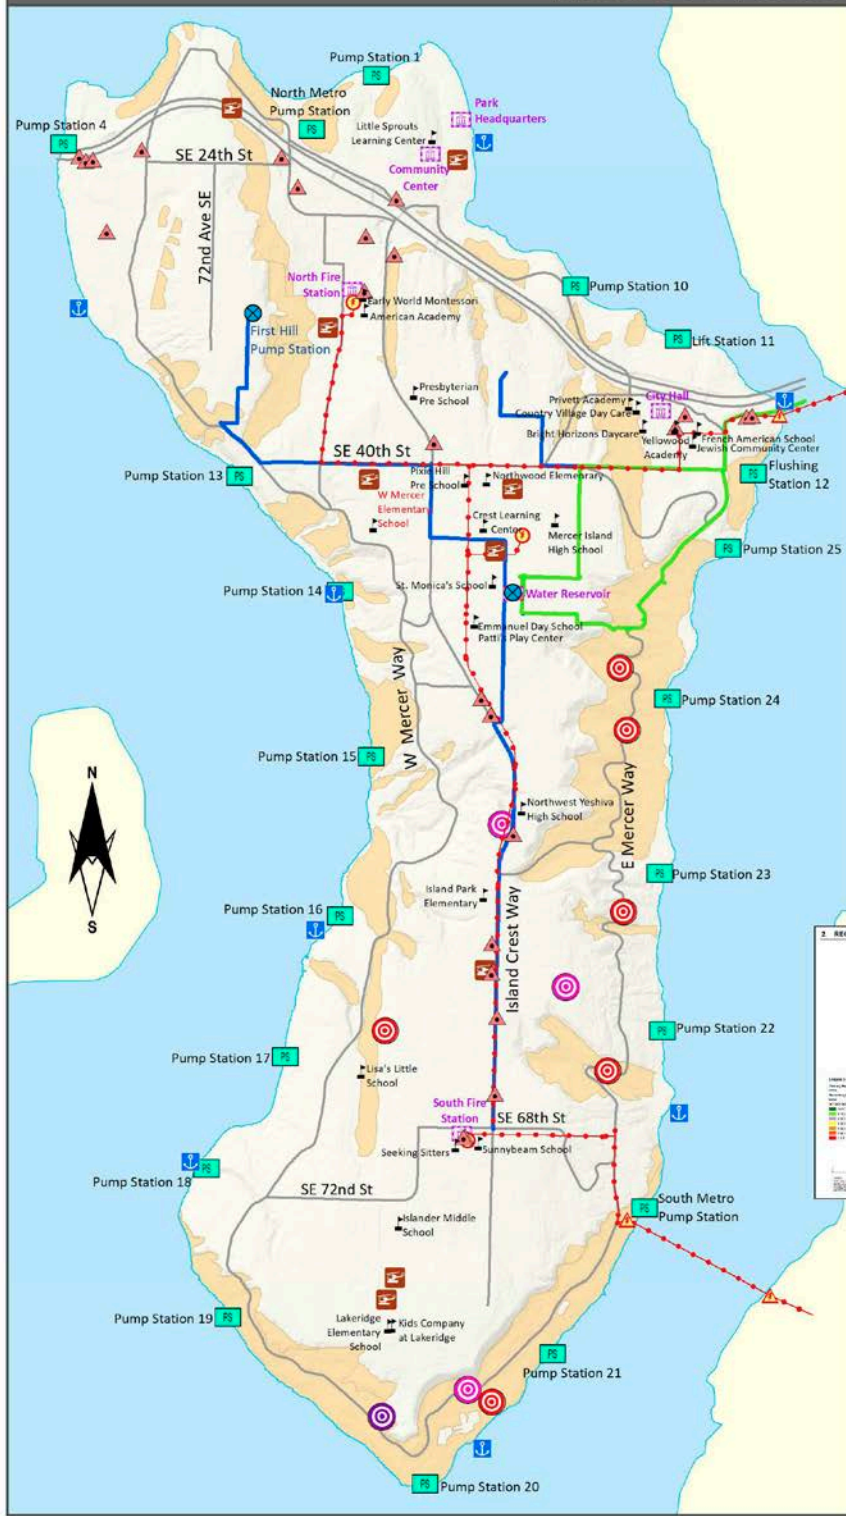 Pump Station 1
North Metro
Pump Station
Park
Headquarters
Little Sprouts
Learning Center
Pump Station 4
SE 24th St
Community
Center
72nd Ave SE
North Fire
Station
Early World Montessori
American Academy
Pump Station 10
First Hill
Pump Station
Lift Station 11
Presbyterian
Pre School
Privett Academy
City Hall
Country Village Day Care
Bright Horizons Daycare
Yellowood
Academy
French American School
Jewish Community Center
SE 40th St
Pump Station 13
Pixie Hill
Pre School
Northwood Elementary
Flushing
Station 12
W Mercer
Elementary
School
Crest Learning
Center
Mercer Island
High School
Pump Station 25
Pump Station 14
St. Monica's School
Water Reservoir
Emmanuel Day School
Patti's Play Center
W Mercer Way
Pump Station 24
Pump Station 15
E Mercer Way
Northwest Yeshiva
High School
N
S
Pump Station 23
Island Park
Elementary
Pump Station 16
Island Crest Way
Pump Station 22
Pump Station 17
Lisa's Little
School
South Fire
Station
SE 68th St
Seeking Sitters
Sunnybeam School
Pump Station 18
SE 72nd St
South Metro
Pump Station
Islander Middle
School
Pump Station 19
Lakeridge
Elementary
School
Kids Company
at Lakeridge
Pump Station 21
Pump Station 20